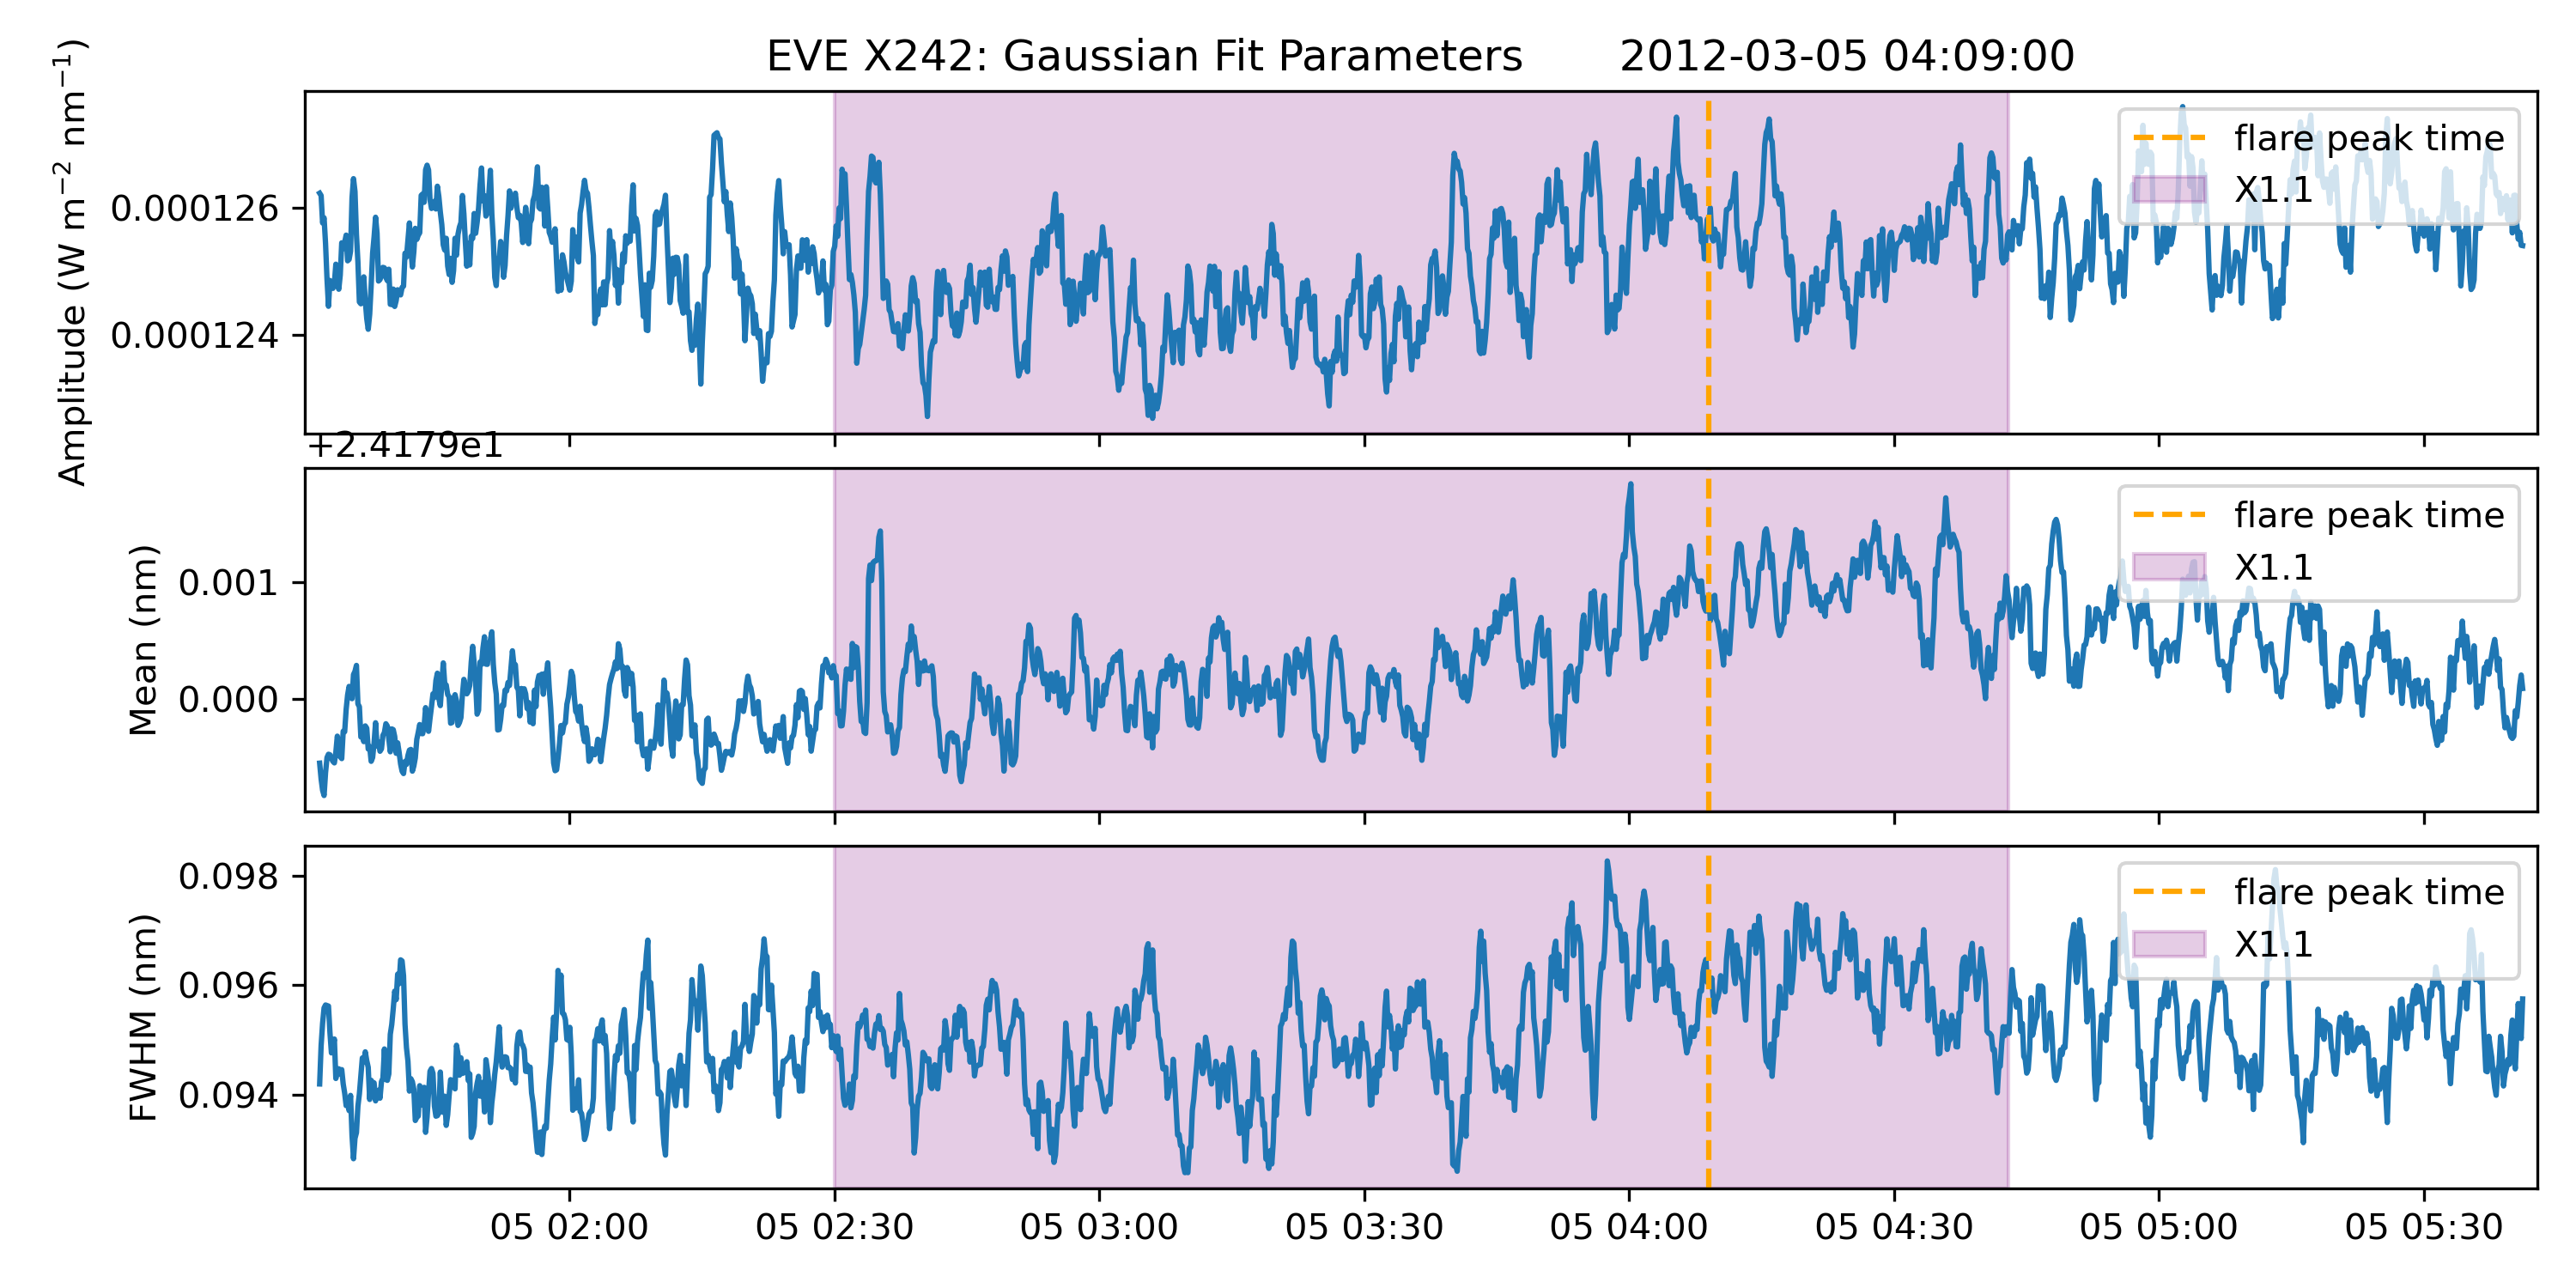 EVE X242: Gaussian Fit Parameters 2012-03-05 04:09:00
Amplitude (W m⁻² nm⁻¹)
0.000126
0.000124
flare peak time
X1.1
+2.4179e1
Mean (nm)
0.001
0.000
flare peak time
X1.1
FWHM (nm)
0.098
0.096
0.094
flare peak time
X1.1
05 02:00 05 02:30 05 03:00 05 03:30 05 04:00 05 04:30 05 05:00 05 05:30